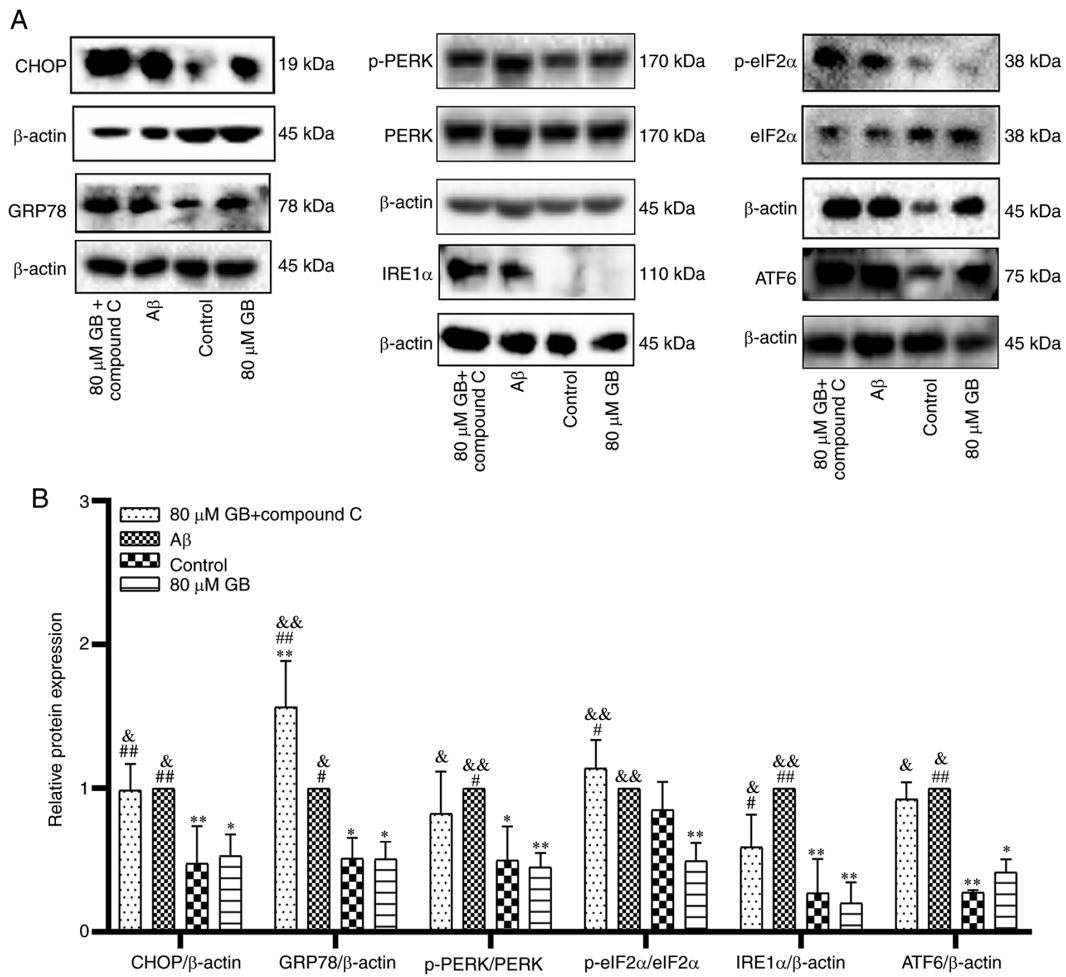 A
CHOP
19 kDa
β-actin
45 kDa
GRP78
78 kDa
β-actin
45 kDa
80 μM GB +
compound C
Aβ
Control
80 μM GB
p-PERK
170 kDa
PERK
170 kDa
β-actin
45 kDa
IRE1α
110 kDa
β-actin
45 kDa
80 μM GB+
compound C
Aβ
Control
80 μM GB
p-eIF2α
38 kDa
eIF2α
38 kDa
β-actin
45 kDa
ATF6
75 kDa
β-actin
45 kDa
80 μM GB+
compound C
Aβ
Control
80 μM GB
B
Relative protein expression
3
2
1
0
80 μM GB+compound C
Aβ
Control
80 μM GB
&
##
&
##
**
*
&&
##
**
&
#
*
*
&
&&
#
*
**
&&
#
&&
**
&
#
&&
##
**
**
&
&
##
**
*
CHOP/β-actin
GRP78/β-actin
p-PERK/PERK
p-eIF2α/eIF2α
IRE1α/β-actin
ATF6/β-actin